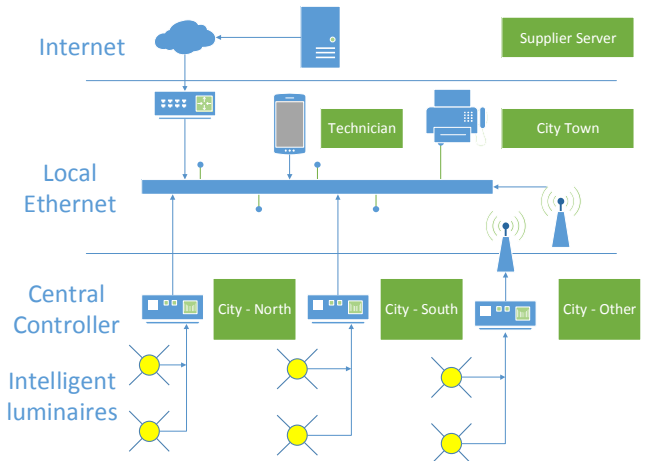 Internet
Supplier Server
Technician
City Town
Local
Ethernet
Central
Controller
City - North
City - South
City - Other
Intelligent
luminaires